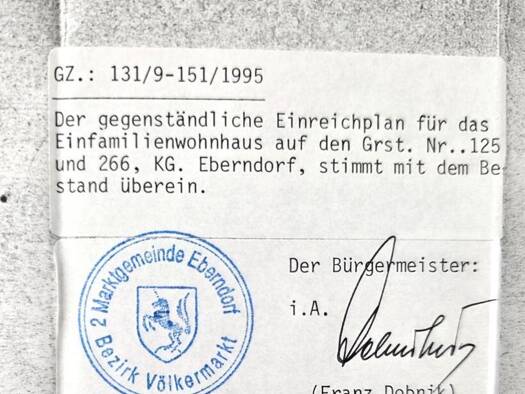 GZ.: 131/9-151/1995
Der gegenständliche Einreichplan für das
Einfamilienwohnhaus auf den Grst. Nr..125
und 266, KG. Eberndorf, stimmt mit dem Be-
stand überein.
2 Marktgemeinde Eberndorf
Bezirk Völkermarkt
Der Bürgermeister:
i.A.
(Franz Dobnik)